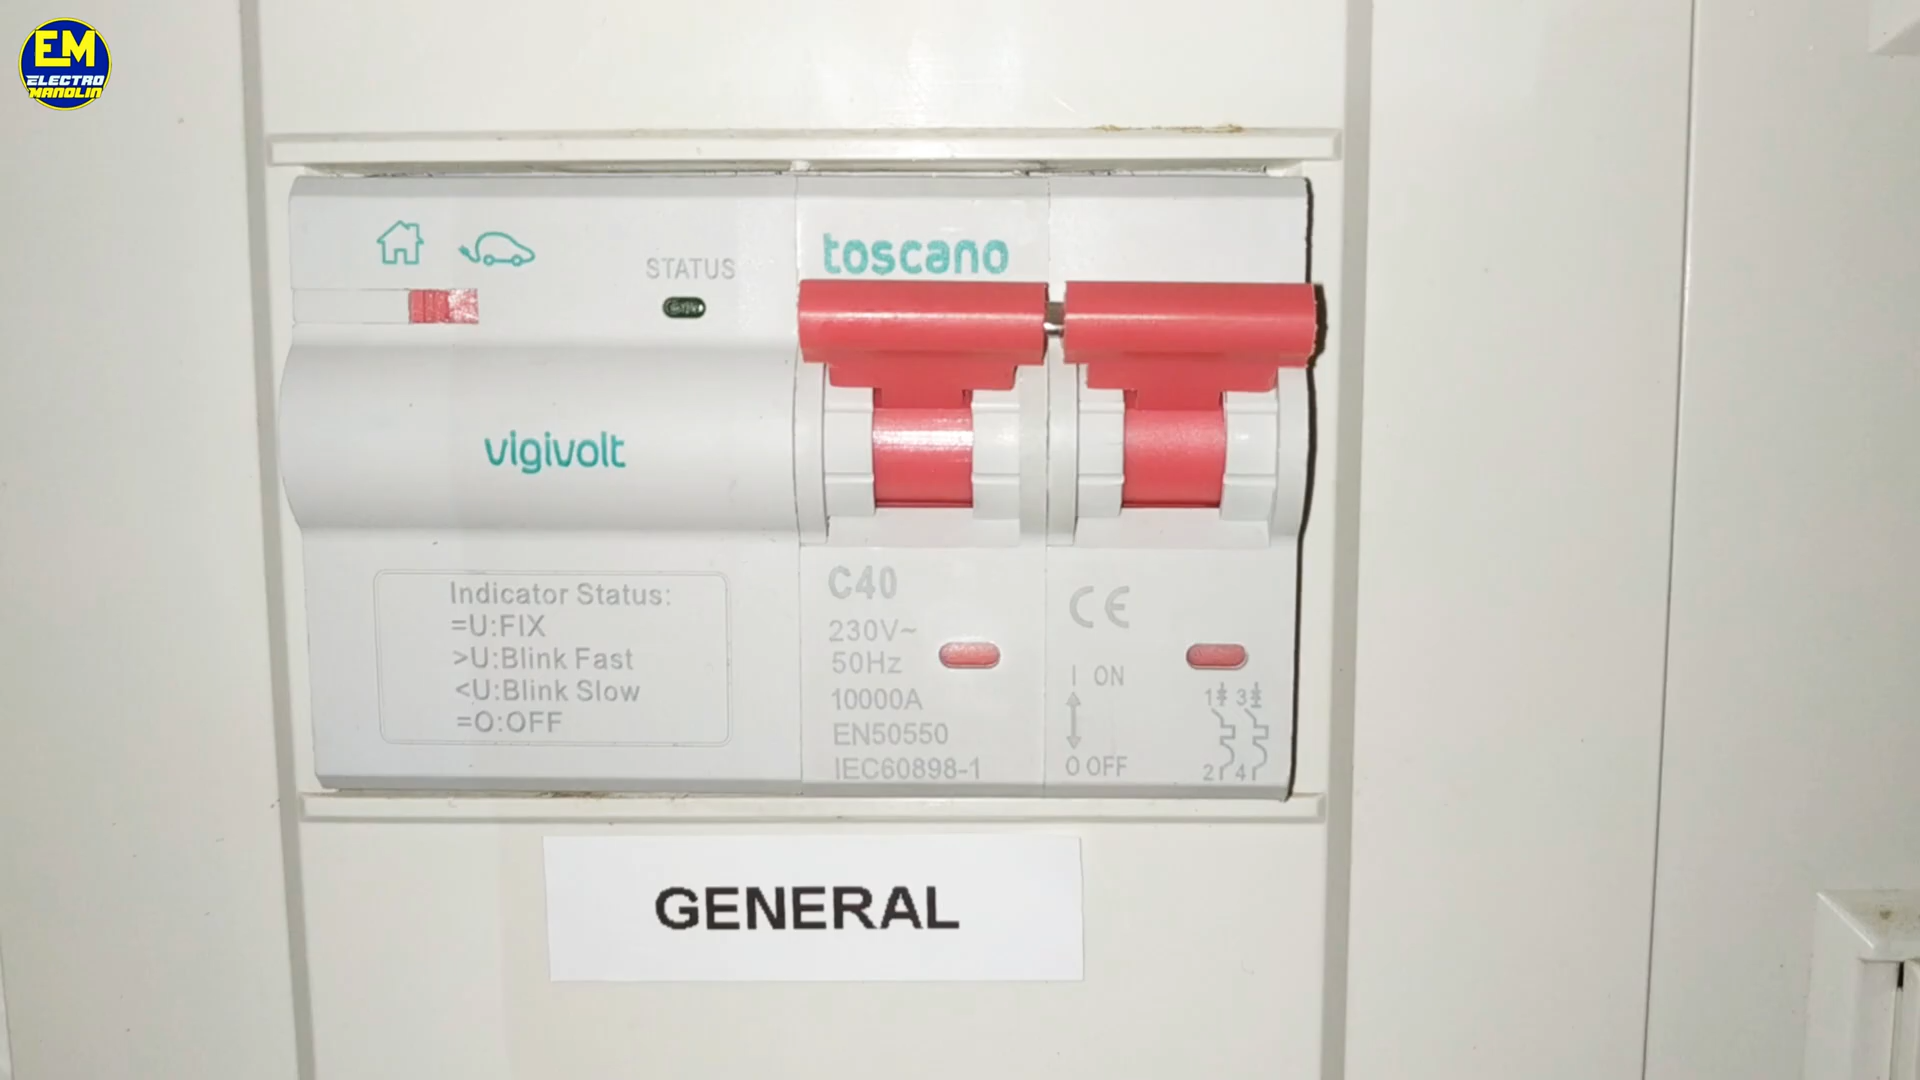 EM
ELECTRO
MANOLIN
STATUS
toscano
vigivolt
Indicator Status:
=U:FIX
>U:Blink Fast
<U:Blink Slow
=O:OFF
C40
230V~
50Hz
10000A
EN50550
IEC60898-1
CE
I ON
O OFF
1 3
2 4
GENERAL